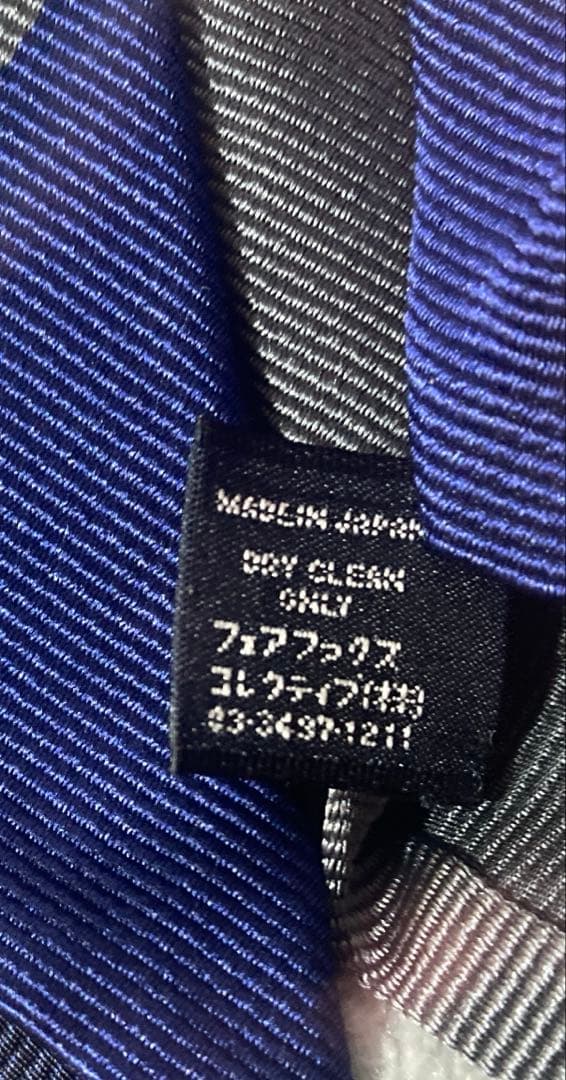 MADE IN JAPAN
DRY CLEAN
ONLY
フェアファックス
コレクティブ(株)
03-3497-1211